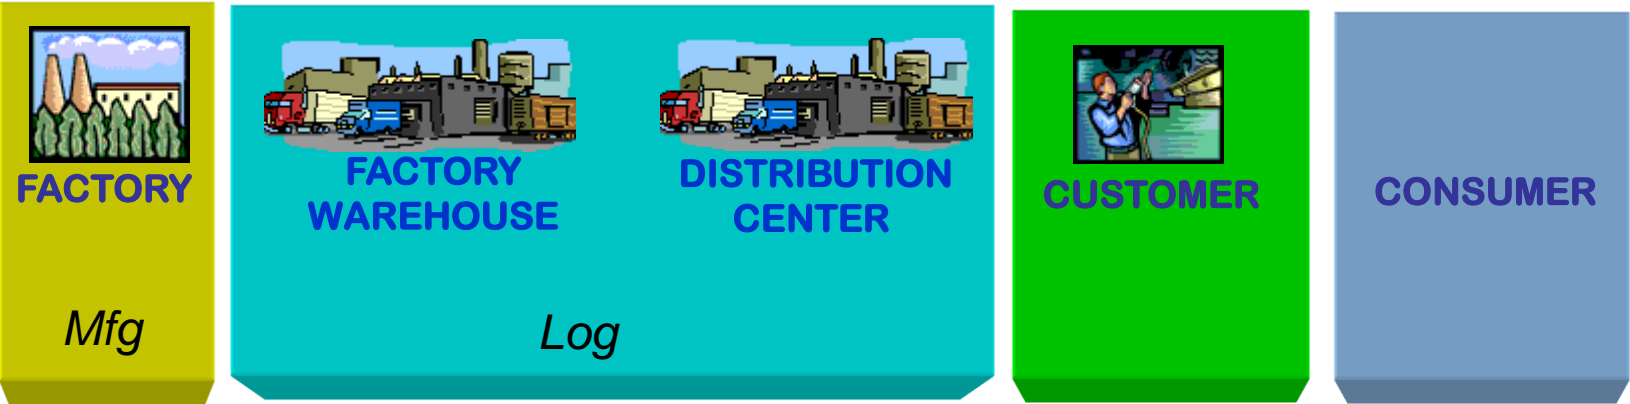 FACTORY
Mfg
FACTORY
WAREHOUSE
DISTRIBUTION
CENTER
Log
CUSTOMER
CONSUMER